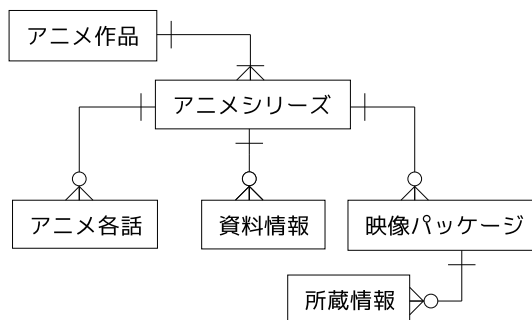 アニメ作品
アニメシリーズ
アニメ各話
資料情報
映像パッケージ
所蔵情報